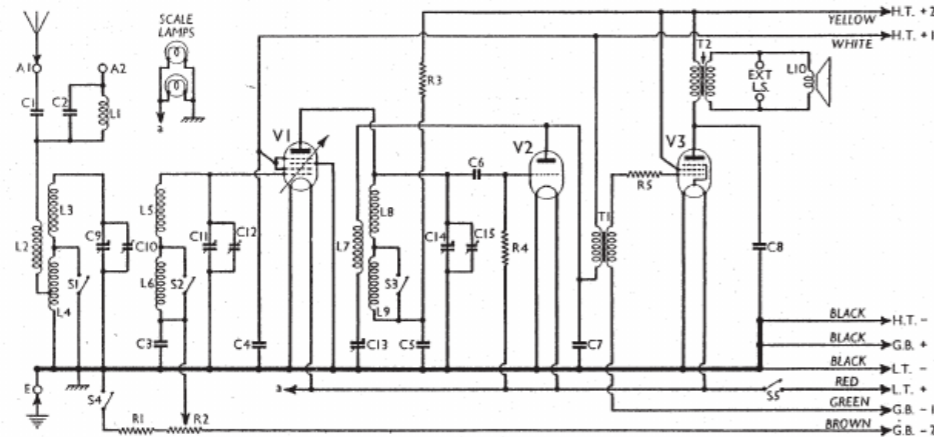 SCALE
LAMPS
YELLOW
H.T. +2
WHITE
H.T. +1
A1
A2
T2
EXT
L.S.
L10
R3
C1
C2
L1
a
V1
V2
V3
C6
R5
L3
C9
L5
C10
C11
C12
L8
C14
C15
R4
T1
L2
L7
C8
S1
L6
S2
S3
L4
L9
BLACK
H.T. -
C3
C4
C13
C5
C7
BLACK
G.B. +
BLACK
L.T. -
E
S4
a
S5
RED
L.T. +
GREEN
G.B. -1
R1
R2
BROWN
G.B. -2